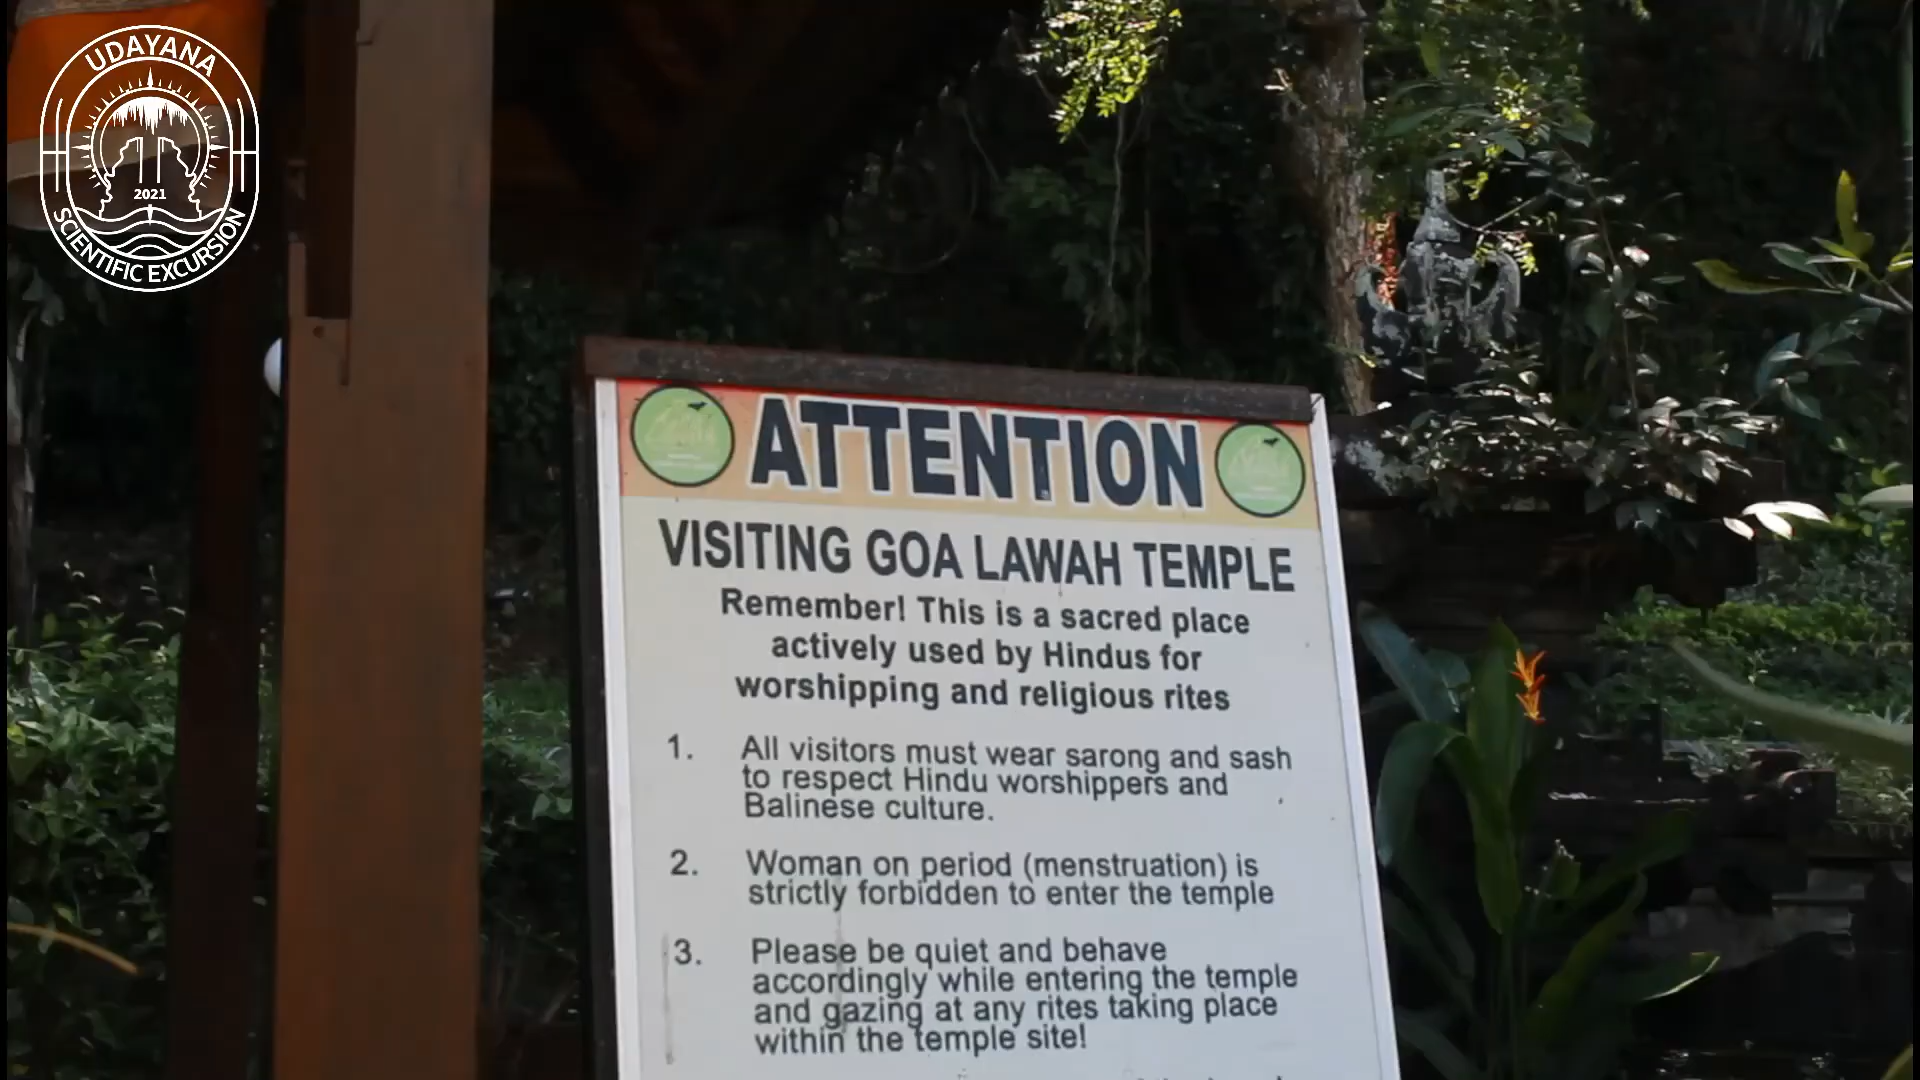 UDAYANA
2021
SCIENTIFIC EXCURSION
ATTENTION
VISITING GOA LAWAH TEMPLE
Remember! This is a sacred place
actively used by Hindus for
worshipping and religious rites
1. All visitors must wear sarong and sash
to respect Hindu worshippers and
Balinese culture.
2. Woman on period (menstruation) is
strictly forbidden to enter the temple
3. Please be quiet and behave
accordingly while entering the temple
and gazing at any rites taking place
within the temple site!